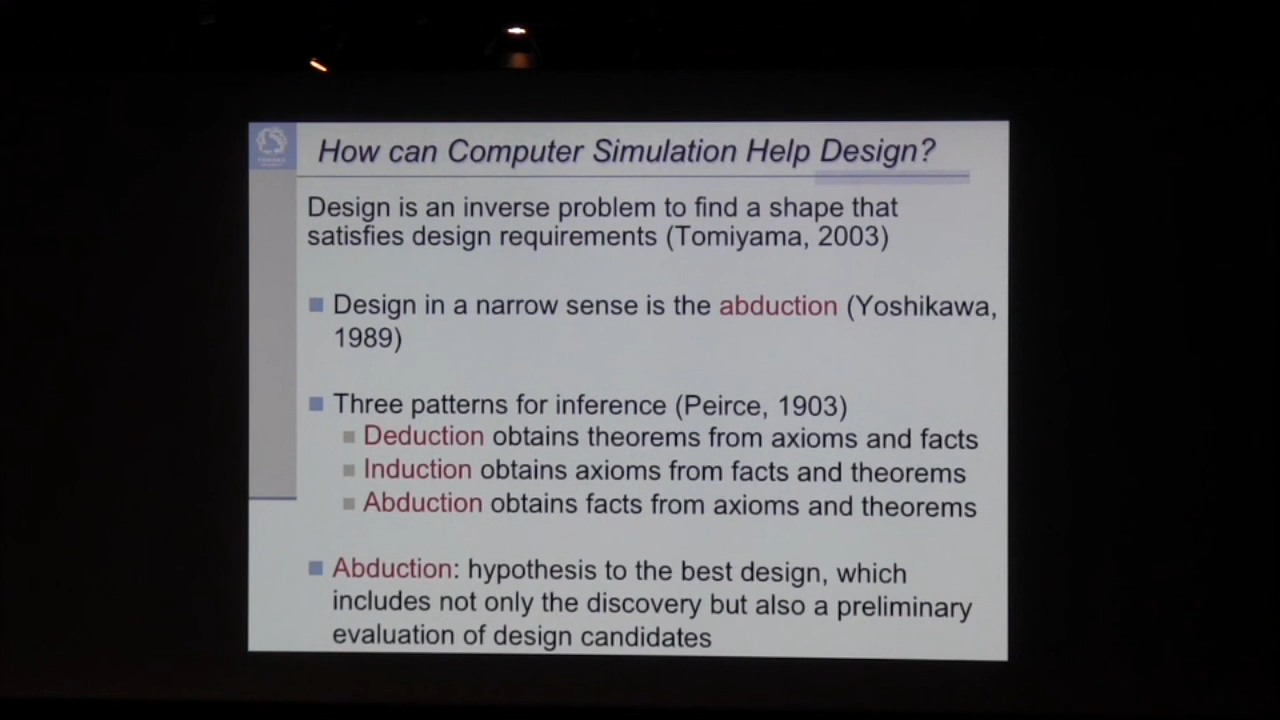 How can Computer Simulation Help Design?
Design is an inverse problem to find a shape that
satisfies design requirements (Tomiyama, 2003)
Design in a narrow sense is the abduction (Yoshikawa,
1989)
Three patterns for inference (Peirce, 1903)
Deduction obtains theorems from axioms and facts
Induction obtains axioms from facts and theorems
Abduction obtains facts from axioms and theorems
Abduction: hypothesis to the best design, which
includes not only the discovery but also a preliminary
evaluation of design candidates